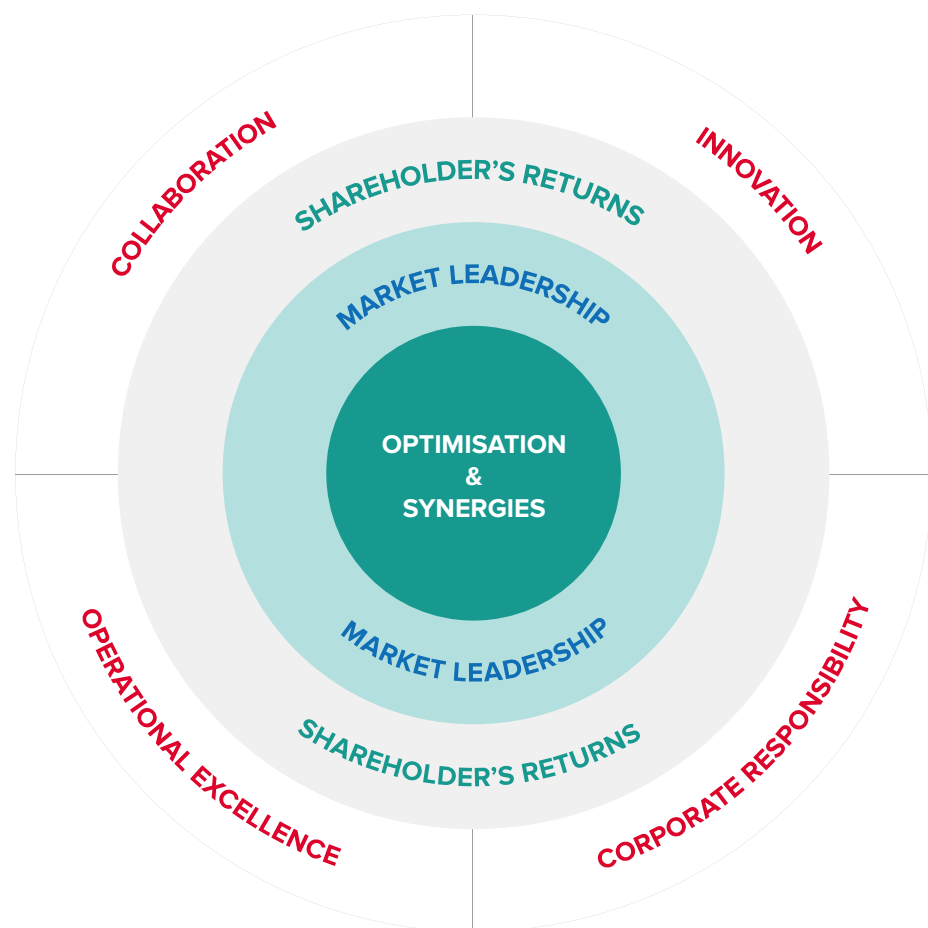 COLLABORATION
INNOVATION
SHAREHOLDER’S RETURNS
MARKET LEADERSHIP
OPTIMISATION
&
SYNERGIES
MARKET LEADERSHIP
SHAREHOLDER’S RETURNS
OPERATIONAL EXCELLENCE
CORPORATE RESPONSIBILITY